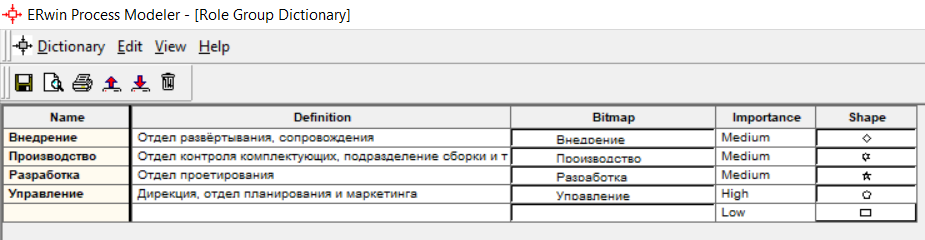 ERwin Process Modeler - [Role Group Dictionary]
Dictionary Edit View Help
Name Definition Bitmap Importance Shape
Внедрение Отдел развёртывания, сопровождения Внедрение Medium
Производство Отдел контроля комплектующих, подразделение сборки и т Производство Medium
Разработка Отдел проетирования Разработка Medium
Управление Дирекция, отдел планирования и маркетинга Управление High
Low